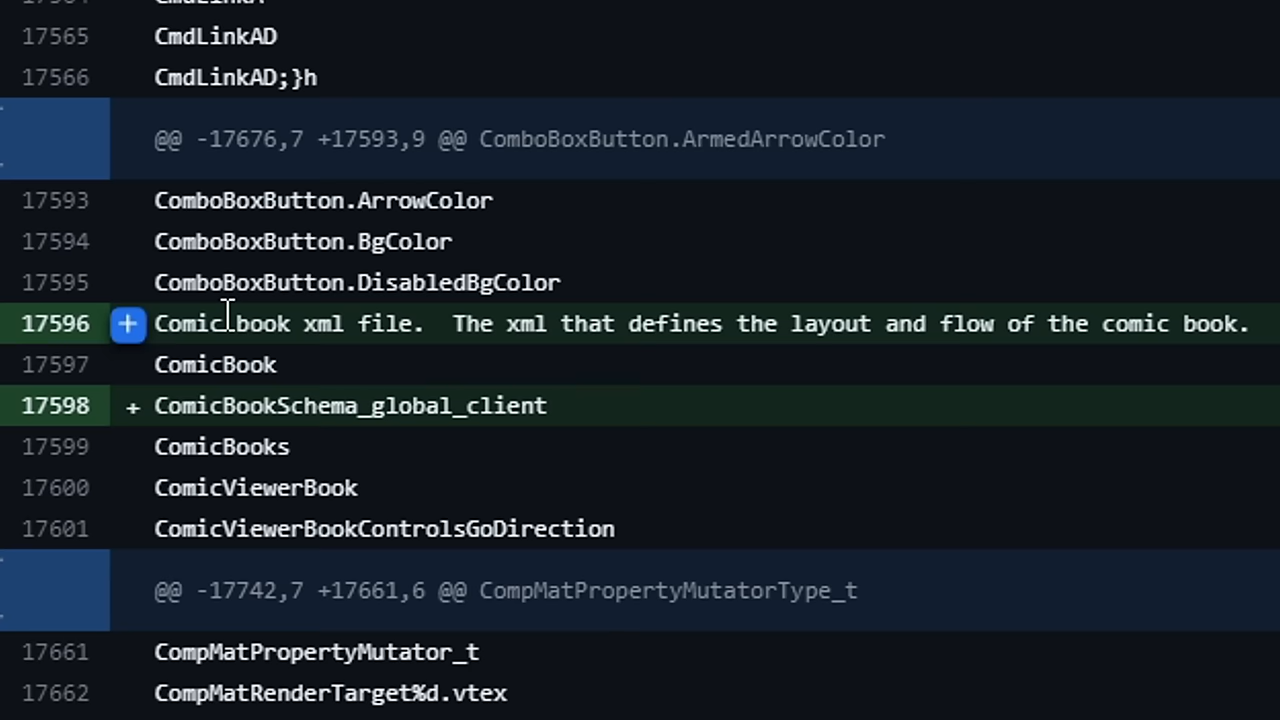 CmdLinkA
17565 CmdLinkAD
17566 CmdLinkAD;}h
@@ -17676,7 +17593,9 @@ ComboBoxButton.ArmedArrowColor
17593 ComboBoxButton.ArrowColor
17594 ComboBoxButton.BgColor
17595 ComboBoxButton.DisabledBgColor
17596 + Comic book xml file.  The xml that defines the layout and flow of the comic book.
17597 ComicBook
17598 + ComicBookSchema_global_client
17599 ComicBooks
17600 ComicViewerBook
17601 ComicViewerBookControlsGoDirection
@@ -17742,7 +17661,6 @@ CompMatPropertyMutatorType_t
17661 CompMatPropertyMutator_t
17662 CompMatRenderTarget%d.vtex